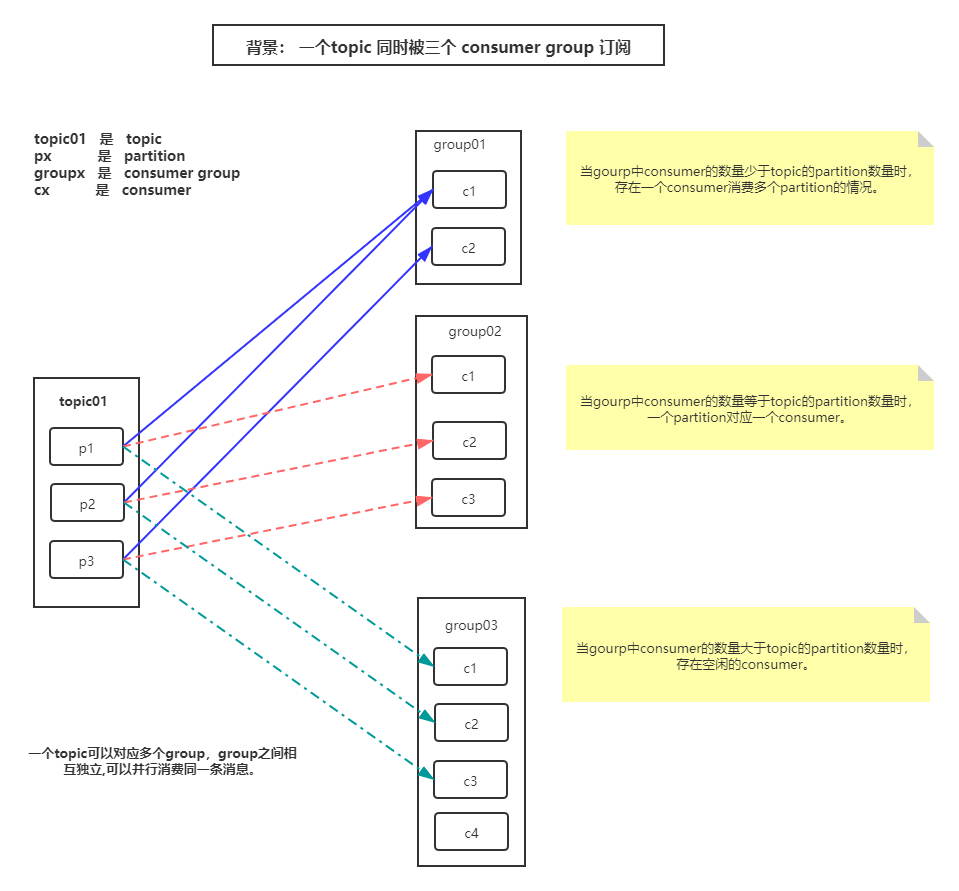 背景： 一个topic 同时被三个 consumer group 订阅
topic01 是 topic
px 是 partition
groupx 是 consumer group
cx 是 consumer
group01
c1
c2
当gourp中consumer的数量少于topic的partition数量时，
存在一个consumer消费多个partition的情况。
group02
c1
c2
c3
当gourp中consumer的数量等于topic的partition数量时，
一个partition对应一个consumer。
topic01
p1
p2
p3
group03
c1
c2
c3
c4
当gourp中consumer的数量大于topic的partition数量时，
存在空闲的consumer。
一个topic可以对应多个group，group之间相
互独立,可以并行消费同一条消息。